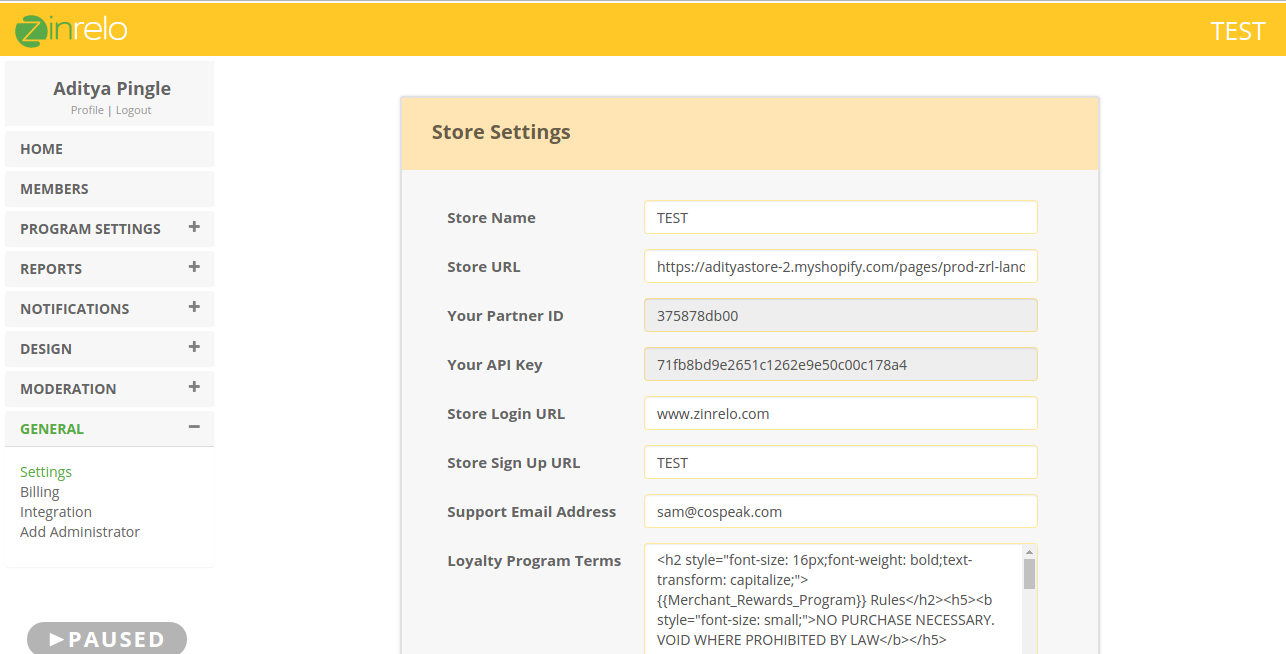 zinrelo
TEST
Aditya Pingle
Profile | Logout
HOME
MEMBERS
PROGRAM SETTINGS +
REPORTS +
NOTIFICATIONS +
DESIGN +
MODERATION +
GENERAL −
Settings
Billing
Integration
Add Administrator
▶PAUSED
Store Settings
Store Name TEST
Store URL https://adityastore-2.myshopify.com/pages/prod-zrl-land
Your Partner ID 375878db00
Your API Key 71fb8bd9e2651c1262e9e50c00c178a4
Store Login URL www.zinrelo.com
Store Sign Up URL TEST
Support Email Address sam@cospeak.com
Loyalty Program Terms <h2 style="font-size: 16px;font-weight: bold;text-
transform: capitalize;">
{{Merchant_Rewards_Program}} Rules</h2><h5><b
style="font-size: small;">NO PURCHASE NECESSARY.
VOID WHERE PROHIBITED BY LAW</b></h5>